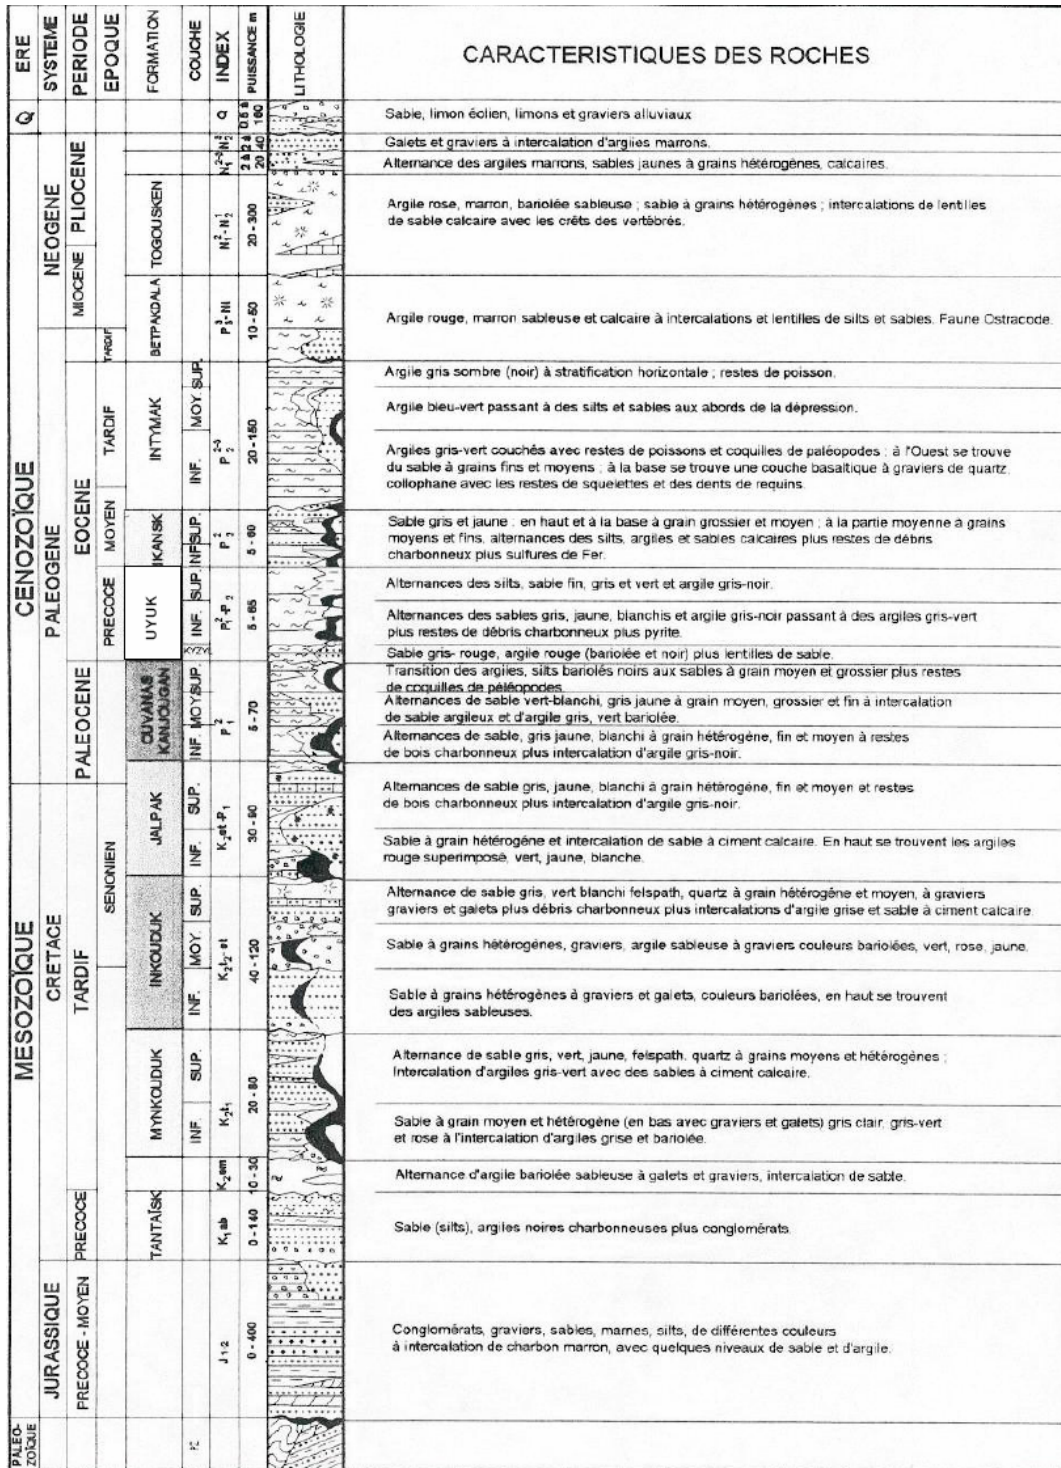 ERE
SYSTEME
PERIODE
EPOQUE
FORMATION
COUCHE
INDEX
PUISSANCE m
LITHOLOGIE
CARACTERISTIQUES DES ROCHES
Q
CENOZOÏQUE
MESOZOÏQUE
PALEO-
ZOÏQUE
NEOGENE
PALEOGENE
CRETACE
JURASSIQUE
PLIOCENE
MIOCENE
EOCENE
PALEOCENE
TARDIF
PRECOCE
PRECOCE - MOYEN
TARDIF
TARDIF
MOYEN
PRECOCE
SENONIEN
TOGOUSKEN
BETPAKDALA
INTYMAK
IKANSK
UYUK
OUVANAS
KANJOUGAN
JALPAK
INKOUDUK
MYNKOUDUK
TANTAÏSK
SUP.
MOY.
INF.
SUP.
INF.
SUP.
INF.
SUP.
MOY.
INF.
SUP.
INF.
SUP.
MOY.
INF.
SUP.
INF.
Q
0.5 à
160
2 à
40
2 à
20
20 - 300
10 - 50
20 - 150
5 - 60
5 - 65
5 - 70
30 - 90
40 - 120
20 - 80
10 - 30
0 - 140
0 - 400
Sable, limon éolien, limons et graviers alluviaux
Galets et graviers à intercalation d'argiles marrons.
Alternance des argiles marrons, sables jaunes à grains hétérogènes, calcaires.
Argile rose, marron, bariolée sableuse ; sable à grains hétérogènes ; intercalations de lentilles
de sable calcaire avec les crêts des vertébrés.
Argile rouge, marron sableuse et calcaire à intercalations et lentilles de silts et sables. Faune Ostracode.
Argile gris sombre (noir) à stratification horizontale ; restes de poisson.
Argile bleu-vert passant à des silts et sables aux abords de la dépression.
Argiles gris-vert couchés avec restes de poissons et coquilles de paléopodes ; à l'Ouest se trouve
du sable à grains fins et moyens ; à la base se trouve une couche basaltique à graviers de quartz
collophane avec les restes de squelettes et des dents de requins.
Sable gris et jaune : en haut et à la base à grain grossier et moyen ; à la partie moyenne à grains
moyens et fins, alternances des silts, argiles et sables calcaires plus restes de débris
charbonneux plus sulfures de Fer.
Alternances des silts, sable fin, gris et vert et argile gris-noir.
Alternances des sables gris, jaune, blanchis et argile gris-noir passant à des argiles gris-vert
plus restes de débris charbonneux plus pyrite.
Sable gris- rouge, argile rouge (bariolée et noir) plus lentilles de sable.
Transition des argiles, silts bariolés noirs aux sables à grain moyen et grossier plus restes
de coquilles de péléopodes
Alternances de sable vert-blanchi, gris jaune à grain moyen, grossier et fin à intercalation
de sable argileux et d'argile gris, vert bariolée.
Alternances de sable, gris jaune, blanchi à grain hétérogène, fin et moyen à restes
de bois charbonneux plus intercalation d'argile gris-noir.
Alternances de sable gris, jaune, blanchi à grain hétérogène, fin et moyen et restes
de bois charbonneux plus intercalation d'argile gris-noir.
Sable à grain hétérogène et intercalation de sable à ciment calcaire. En haut se trouvent les argiles
rouge superimposé, vert, jaune, blanche.
Alternance de sable gris, vert blanchi felspath, quartz à grain hétérogène et moyen, à graviers
graviers et galets plus débris charbonneux plus intercalations d'argile grise et sable à ciment calcaire.
Sable à grains hétérogènes, graviers, argile sableuse à graviers couleurs bariolées, vert, rose, jaune.
Sable à grains hétérogènes à graviers et galets, couleurs bariolées, en haut se trouvent
des argiles sableuses.
Alternance de sable gris, vert, jaune, felspath, quartz à grains moyens et hétérogènes ;
Intercalation d'argiles gris-vert avec des sables à ciment calcaire.
Sable à grain moyen et hétérogène (en bas avec graviers et galets) gris clair, gris-vert
et rose à l'intercalation d'argiles grise et bariolée.
Alternance d'argile bariolée sableuse à galets et graviers, intercalation de sable.
Sable (silts), argiles noires charbonneuses plus conglomérats.
Conglomérats, graviers, sables, marnes, silts, de différentes couleurs
à intercalation de charbon marron, avec quelques niveaux de sable et d'argile.